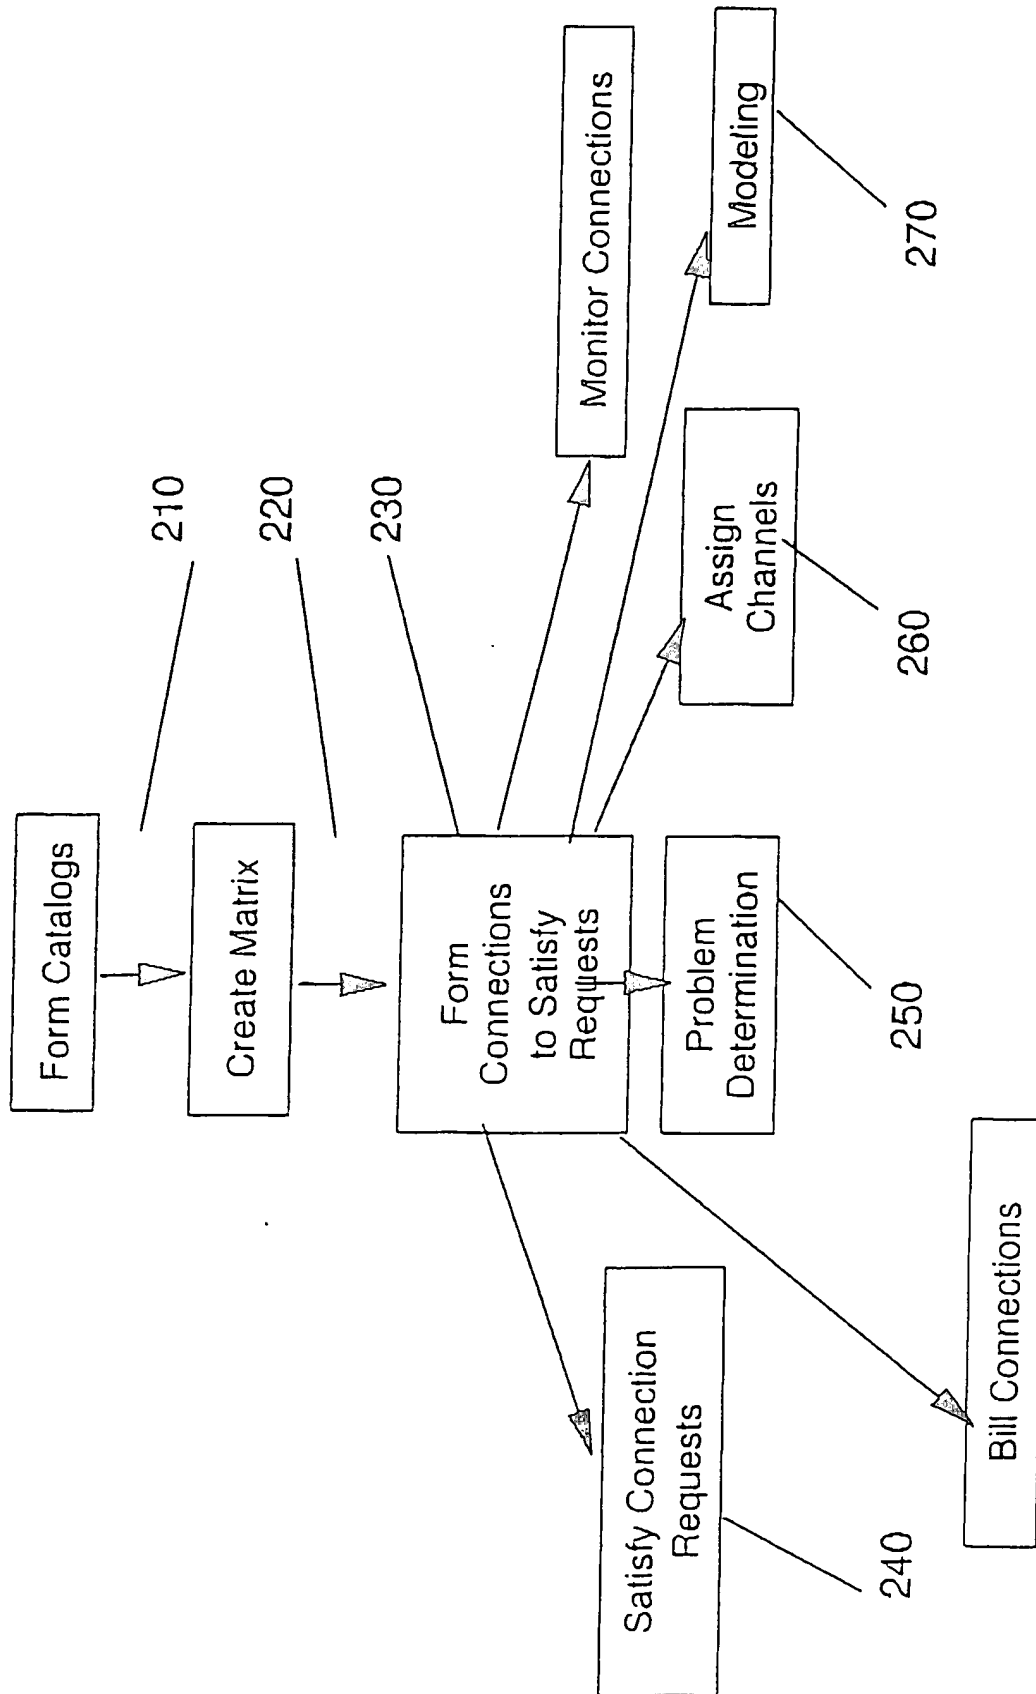 Form Catalogs
210
Create Matrix
220
Form
Connections
to Satisfy
Requests
230
Satisfy Connection
Requests
240
Bill Connections
Problem
Determination
250
Assign
Channels
260
Modeling
270
Monitor Connections